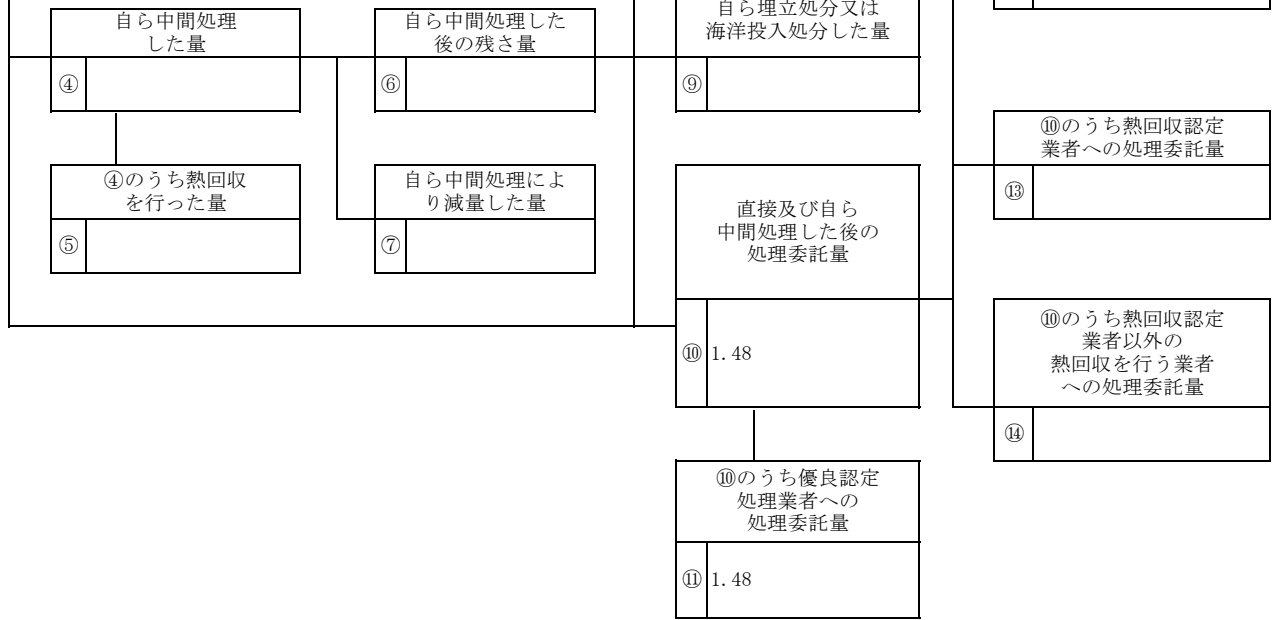 自ら中間処理
した量
④
自ら中間処理した
後の残さ量
⑥
自ら埋立処分又は
海洋投入処分した量
⑨
⑩のうち熱回収認定
業者への処理委託量
⑬
④のうち熱回収
を行った量
⑤
自ら中間処理によ
り減量した量
⑦
直接及び自ら
中間処理した後の
処理委託量
⑩ 1.48
⑩のうち熱回収認定
業者以外の
熱回収を行う業者
への処理委託量
⑭
⑩のうち優良認定
処理業者への
処理委託量
⑪ 1.48